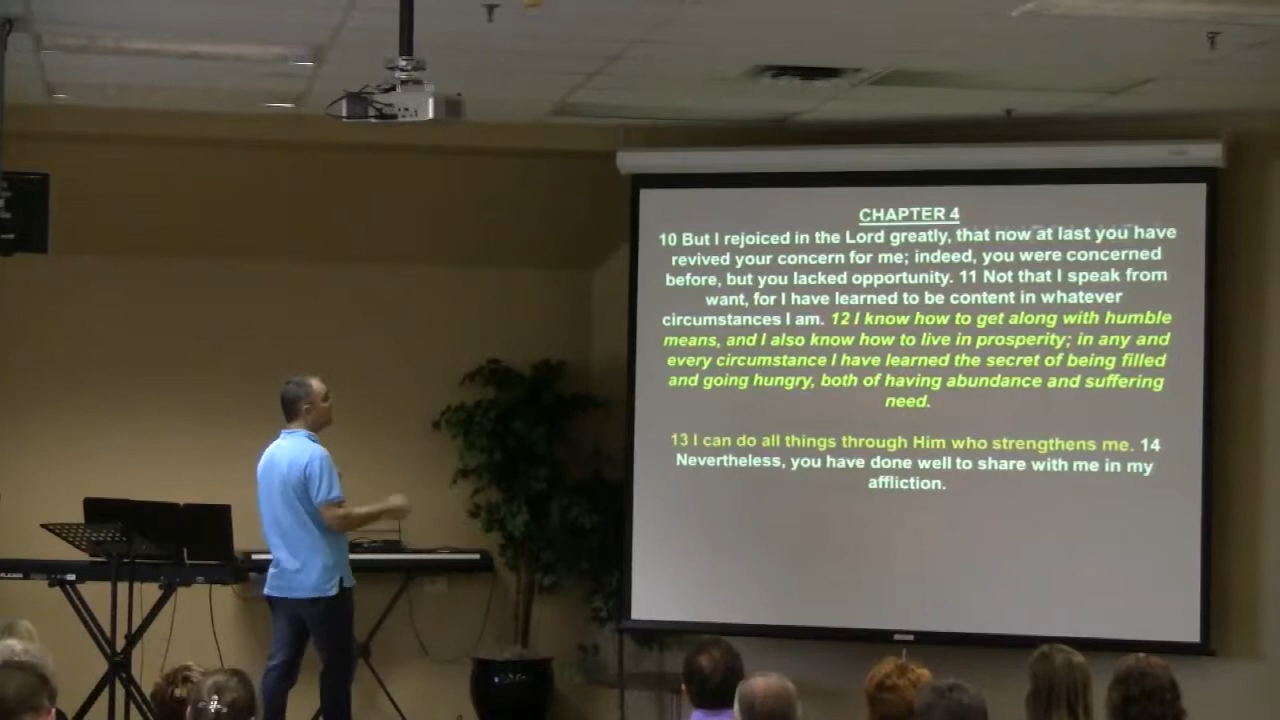 CHAPTER 4
10 But I rejoiced in the Lord greatly, that now at last you have
revived your concern for me; indeed, you were concerned
before, but you lacked opportunity. 11 Not that I speak from
want, for I have learned to be content in whatever
circumstances I am. 12 I know how to get along with humble
means, and I also know how to live in prosperity; in any and
every circumstance I have learned the secret of being filled
and going hungry, both of having abundance and suffering
need.
13 I can do all things through Him who strengthens me. 14
Nevertheless, you have done well to share with me in my
affliction.